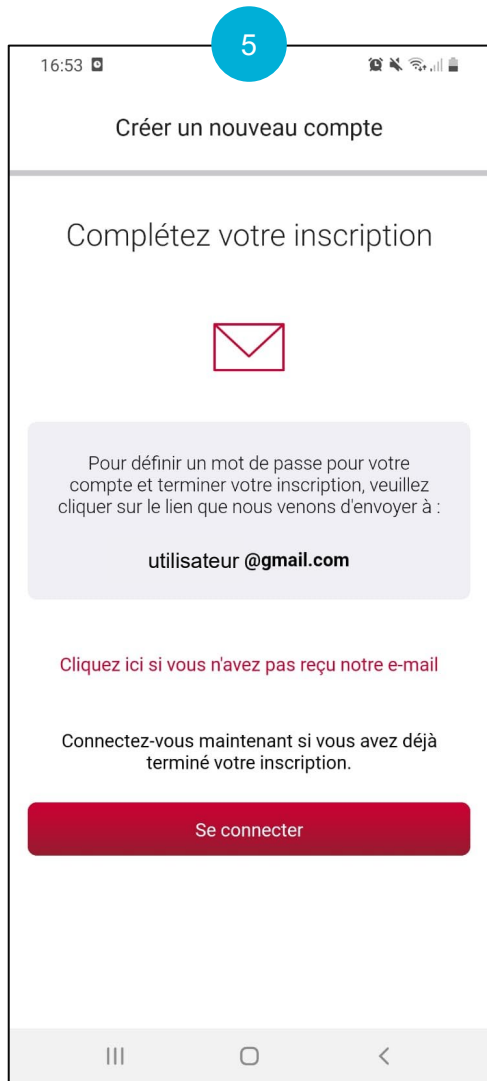 5
16:53
Créer un nouveau compte
Complétez votre inscription
Pour définir un mot de passe pour votre
compte et terminer votre inscription, veuillez
cliquer sur le lien que nous venons d'envoyer à :
utilisateur @gmail.com
Cliquez ici si vous n'avez pas reçu notre e-mail
Connectez-vous maintenant si vous avez déjà
terminé votre inscription.
Se connecter